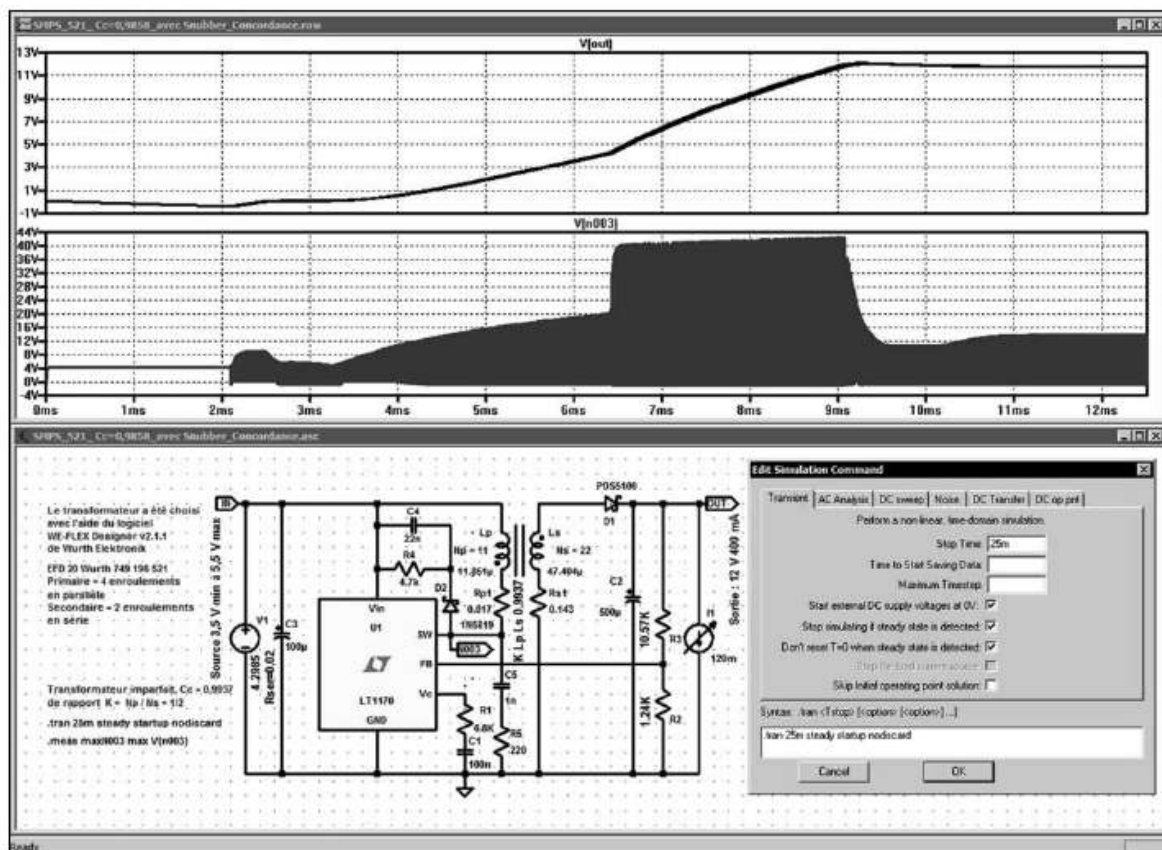 SMPS_521_ Cc=0,9858_avec Snubber_Concordance.raw
V(out)
13V
11V
9V
7V
5V
3V
1V
-1V
V(n003)
44V
40V
36V
32V
28V
24V
20V
16V
12V
8V
4V
0V
-4V
0ms 1ms 2ms 3ms 4ms 5ms 6ms 7ms 8ms 9ms 10ms 11ms 12ms
SMPS_521_ Cc=0,9858_avec Snubber_Concordance.asc
Le transformateur a été choisi
avec l'aide du logiciel
WE-FLEX Designer v2.1.1
de Wurth Elektronik
EFD 20 Wurth 749 196 521
Primaire = 4 enroulements
en parallèle
Secondaire = 2 enroulements
en série
Transformateur imparfait, Cc = 0,9937
de rapport K = Np / Ns = 1/2
.tran 25m steady startup nodiscard
.meas maxN003 max V(n003)
IN
Source 3,5 V min à 5,5 V max
V1
4.2985
C3
100µ
Rser=0.02
C4
22n
R4
4.7k
D2
1N5819
Vin
U1
SW
FB
Vc
LT1170
GND
N003
Lp
Np = 11
Rp1
0.017
K Lp Ls 0.9937
Ls
Ns = 22
47.404µ
Rs1
0.143
C5
1n
R5
220
R1
6.8K
C1
100n
PDS5100
D1
OUT
C2
500µ
10.57K
R3
1.24K
R2
I1
120m
Sortie : 12 V 400 mA
Edit Simulation Command
Transient AC Analysis DC sweep Noise DC Transfer DC op pnt
Perform a non-linear, time-domain simulation.
Stop Time: 25m
Time to Start Saving Data:
Maximum Timestep:
Start external DC supply voltages at 0V:
Stop simulating if steady state is detected:
Don't reset T=0 when steady state is detected:
Step the load current source:
Skip Initial operating point solution:
Syntax: .tran <Tstop> [<option> [<option>] ...]
.tran 25m steady startup nodiscard
Cancel OK
Ready